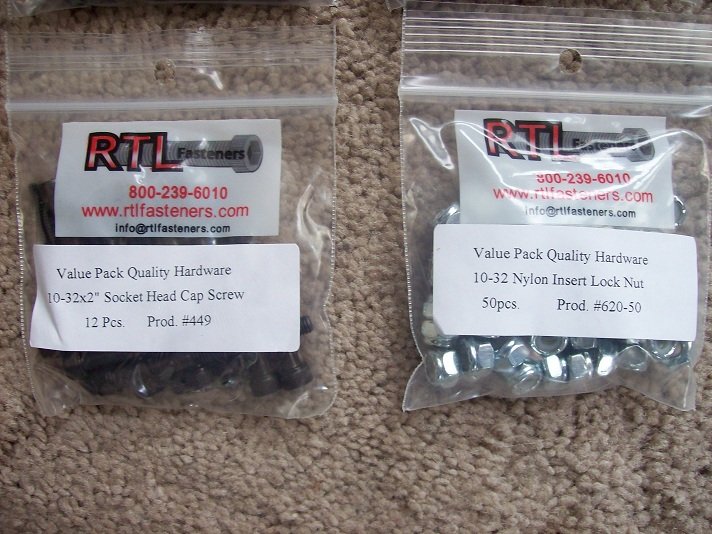 RTL Fasteners
800-239-6010
www.rtlfasteners.com
info@rtlfasteners.com
Value Pack Quality Hardware
10-32x2" Socket Head Cap Screw
12 Pcs. Prod. #449
RTL Fasteners
800-239-6010
www.rtlfasteners.com
info@rtlfasteners.com
Value Pack Quality Hardware
10-32 Nylon Insert Lock Nut
50pcs. Prod. #620-50